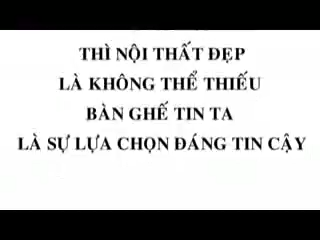 THÌ NỘI THẤT ĐẸP
LÀ KHÔNG THỂ THIẾU
BÀN GHẾ TIN TA
LÀ SỰ LỰA CHỌN ĐÁNG TIN CẬY